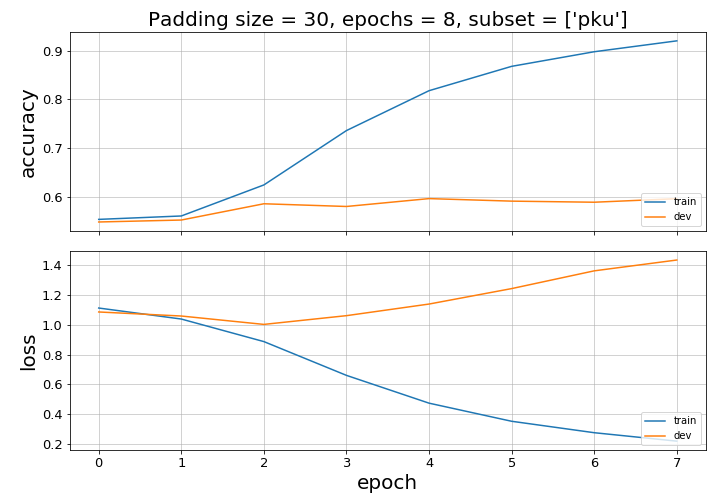 Padding size = 30, epochs = 8, subset = ['pku']
0.9
0.8
0.7
0.6
accuracy
train
dev
1.4
1.2
1.0
0.8
0.6
0.4
0.2
loss
train
dev
0 1 2 3 4 5 6 7
epoch